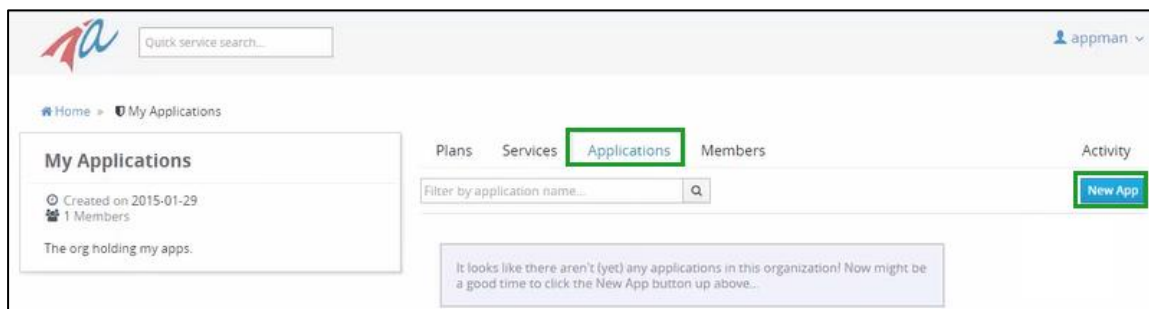 Quick service search...
appman
Home » My Applications
My Applications
Created on 2015-01-29
1 Members
The org holding my apps.
Plans Services Applications Members Activity
Filter by application name...
New App
It looks like there aren't (yet) any applications in this organization! Now might be
a good time to click the New App button up above...